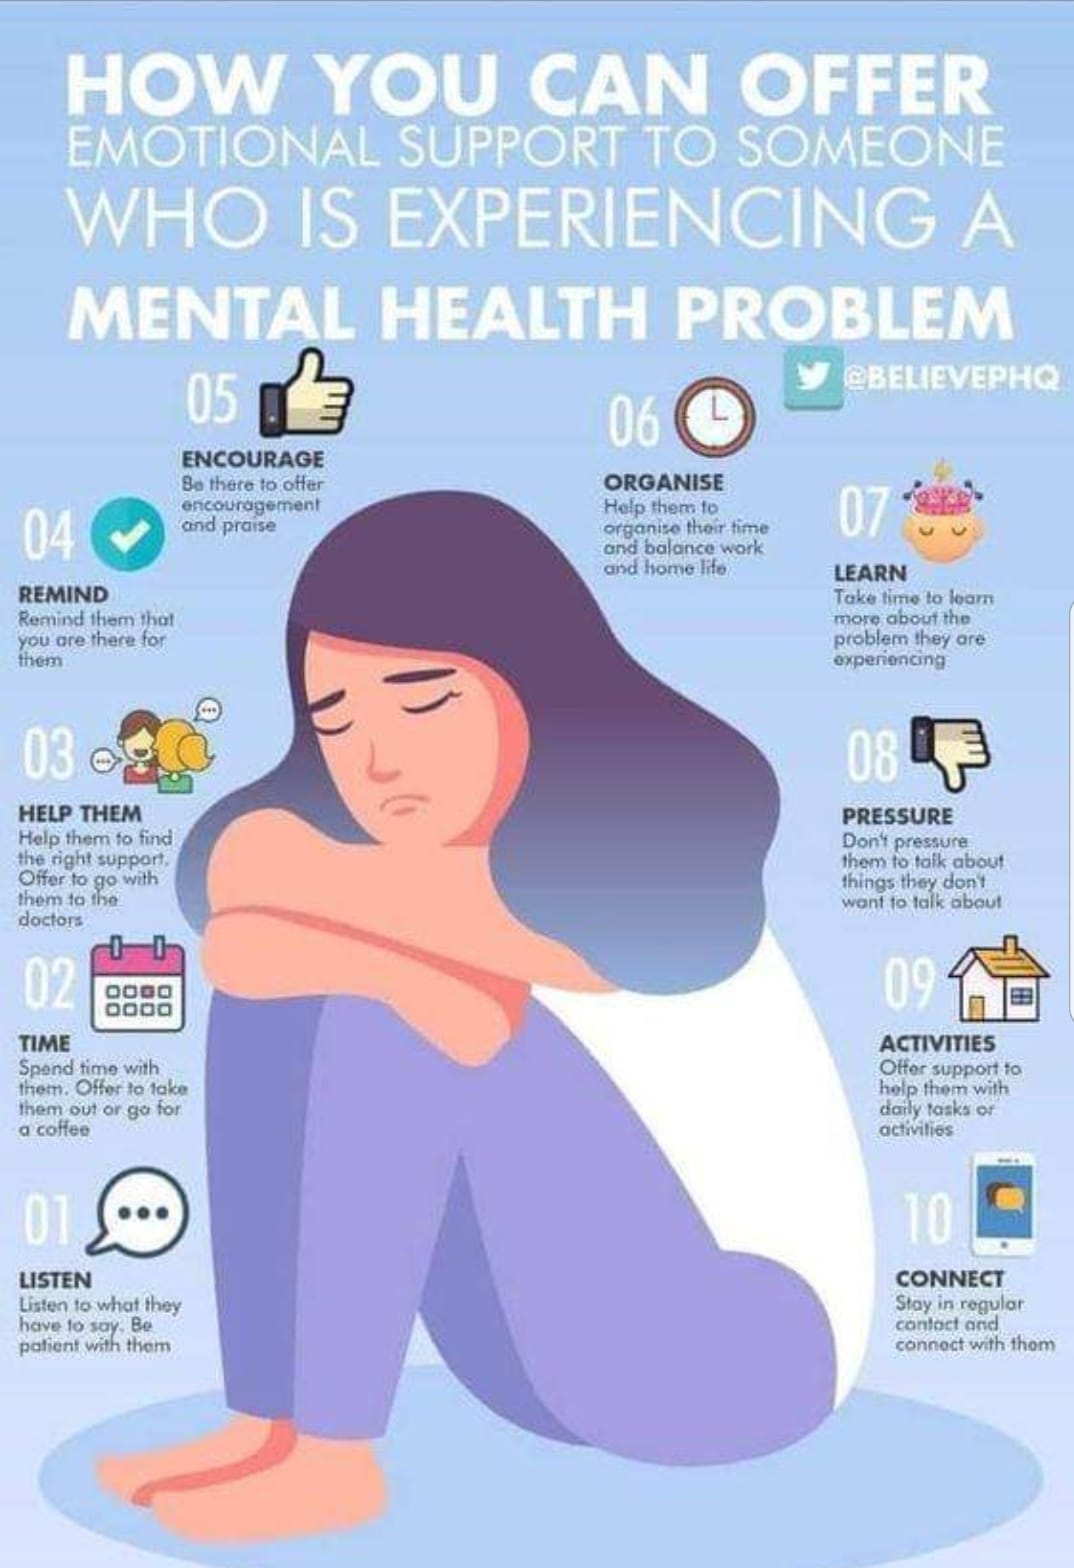 HOW YOU CAN OFFER
EMOTIONAL SUPPORT TO SOMEONE
WHO IS EXPERIENCING A
MENTAL HEALTH PROBLEM
@BELIEVEPHQ
01
LISTEN
Listen to what they
have to say. Be
patient with them
02
TIME
Spend time with
them. Offer to take
them out or go for
a coffee
03
HELP THEM
Help them to find
the right support.
Offer to go with
them to the
doctors
04
REMIND
Remind them that
you are there for
them
05
ENCOURAGE
Be there to offer
encouragement
and praise
06
ORGANISE
Help them to
organise their time
and balance work
and home life
07
LEARN
Take time to learn
more about the
problem they are
experiencing
08
PRESSURE
Don't pressure
them to talk about
things they don't
want to talk about
09
ACTIVITIES
Offer support to
help them with
daily tasks or
activities
10
CONNECT
Stay in regular
contact and
connect with them